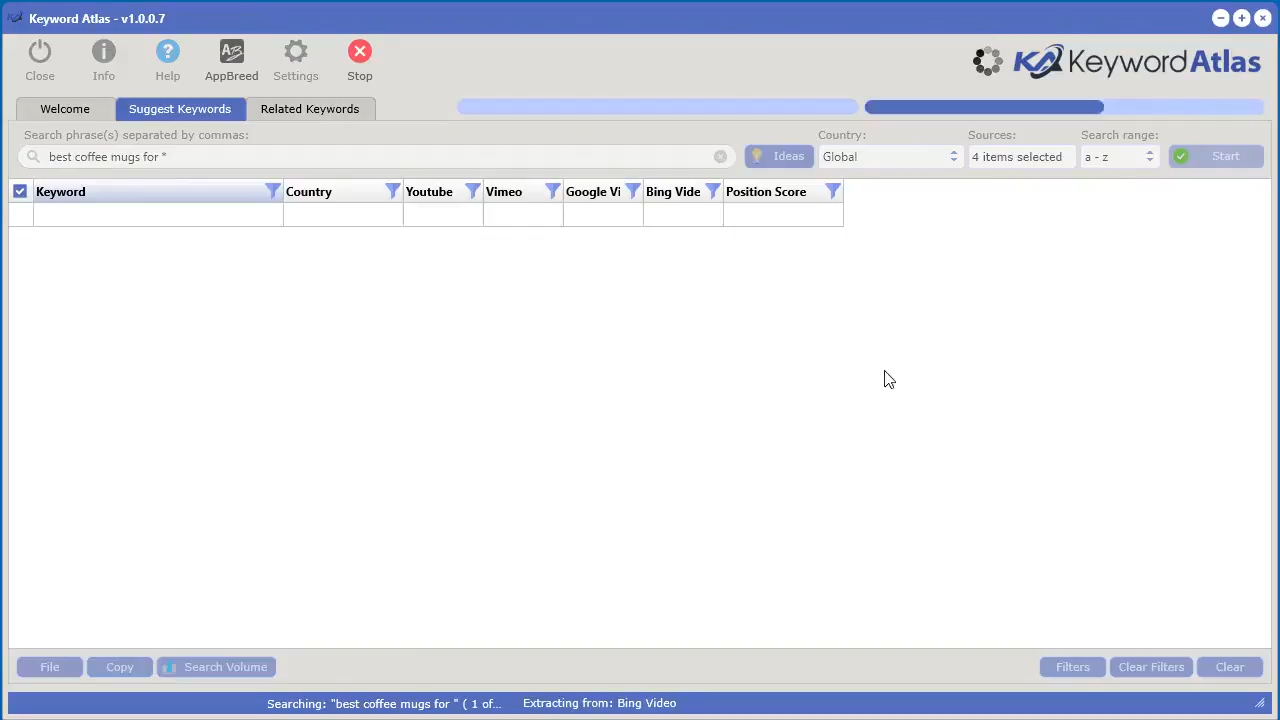 Keyword Atlas - v1.0.0.7
Close Info Help AppBreed Settings Stop
KA KeywordAtlas
Welcome Suggest Keywords Related Keywords
Search phrase(s) separated by commas: Country: Sources: Search range:
best coffee mugs for * Ideas Global 4 items selected a - z Start
Keyword Country Youtube Vimeo Google Vi Bing Vide Position Score
File Copy Search Volume Filters Clear Filters Clear
Searching: "best coffee mugs for " ( 1 of... Extracting from: Bing Video